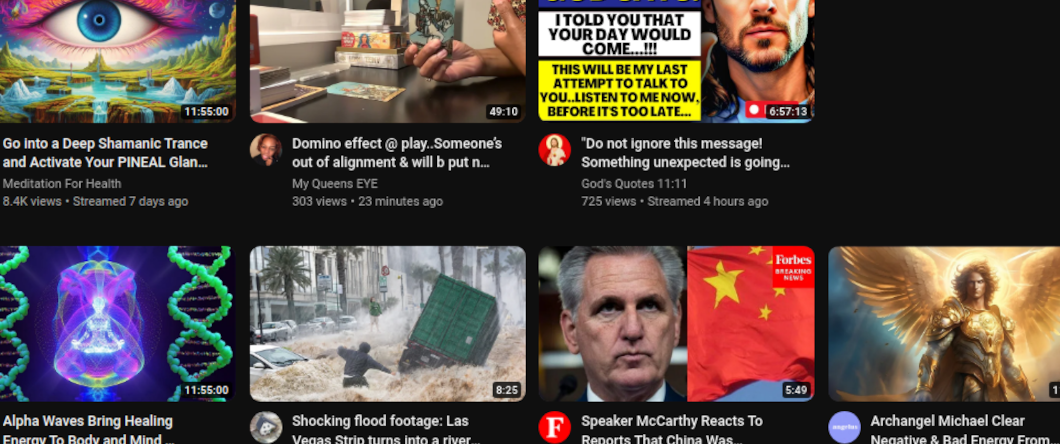 I TOLD YOU THAT
YOUR DAY WOULD
COME...!!!
THIS WILL BE MY LAST
ATTEMPT TO TALK TO
YOU..LISTEN TO ME NOW,
BEFORE IT'S TOO LATE...
11:55:00
49:10
6:57:13
Go into a Deep Shamanic Trance
and Activate Your PINEAL Glan...
Meditation For Health
8.4K views • Streamed 7 days ago
Domino effect @ play..Someone's
out of alignment & will b put n...
My Queens EYE
303 views • 23 minutes ago
"Do not ignore this message!
Something unexpected is going...
God's Quotes 11:11
725 views • Streamed 4 hours ago
Forbes
BREAKING
NEWS
11:55:00
8:25
5:49
Alpha Waves Bring Healing
Energy To Body and Mind ...
Shocking flood footage: Las
Vegas Strip turns into a river...
F
Speaker McCarthy Reacts To
Reports That China Was...
Archangel Michael Clear
Negative & Bad Energy From